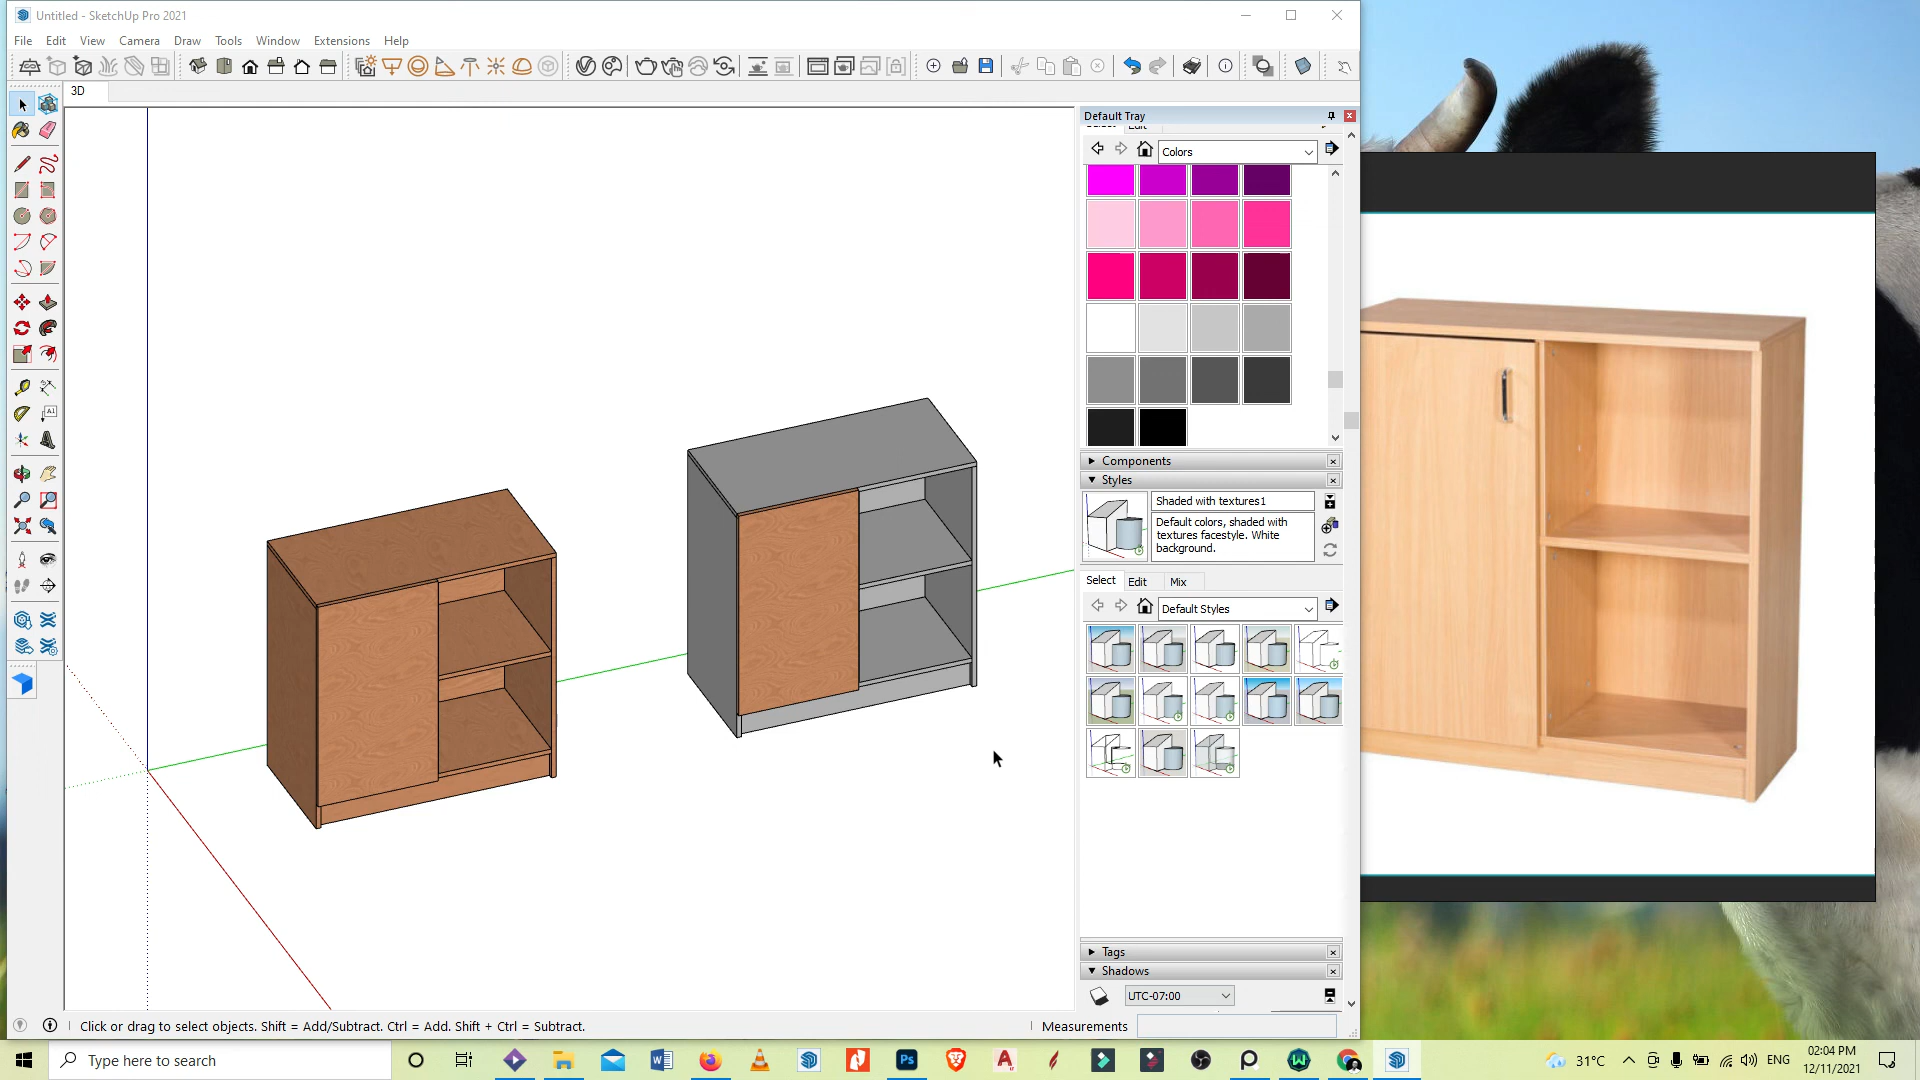 Untitled - SketchUp Pro 2021
File Edit View Camera Draw Tools Window Extensions Help
3D
Default Tray
Colors
Components
Styles
Shaded with textures1
Default colors, shaded with
textures facestyle. White
background.
Select Edit Mix
Default Styles
Tags
Shadows
UTC-07:00
Click or drag to select objects. Shift = Add/Subtract. Ctrl = Add. Shift + Ctrl = Subtract.
Measurements
Type here to search
31°C
ENG
02:04 PM
12/11/2021